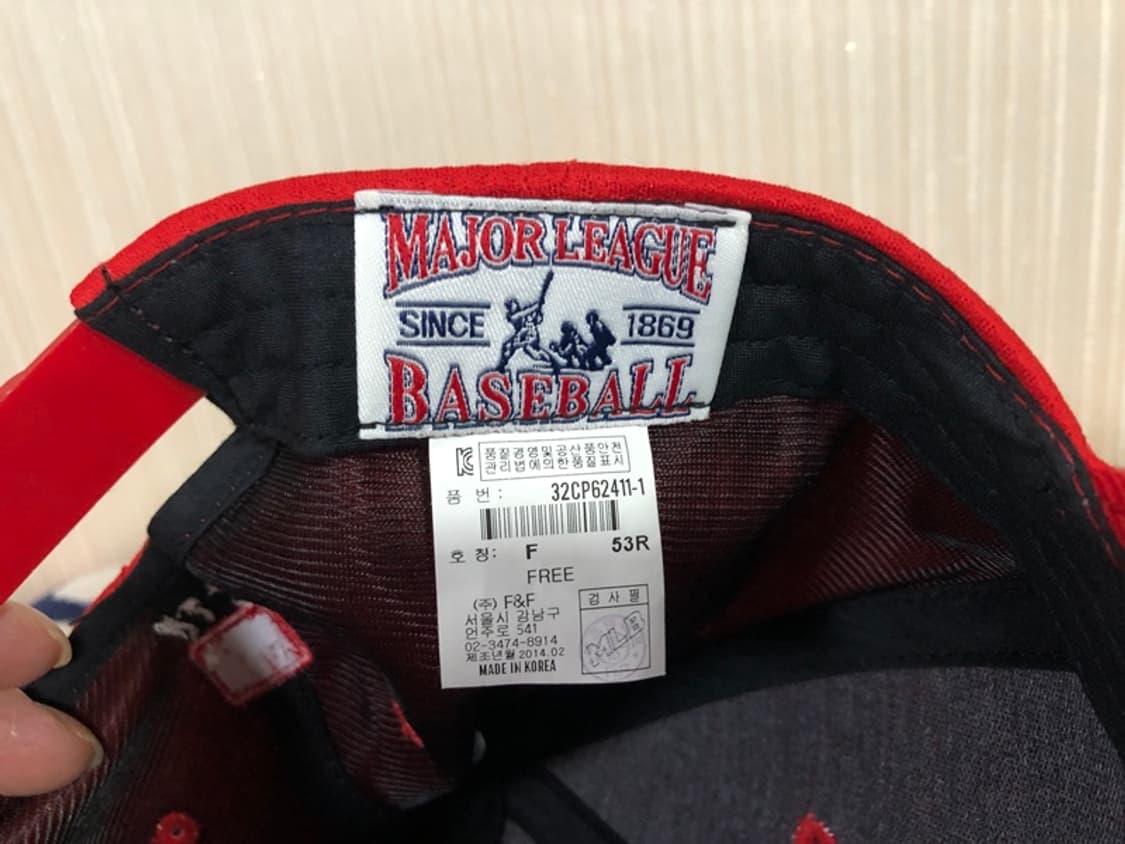 MAJOR LEAGUE
SINCE 1869
BASEBALL
품질경영및공산품안전
관리법에의한품질표시
품 번: 32CP62411-1
호 칭: F 53R
FREE
(주) F&F
서울시 강남구
언주로 541
02-3474-8914
제조년월 2014.02
MADE IN KOREA
검 사 필
MLB